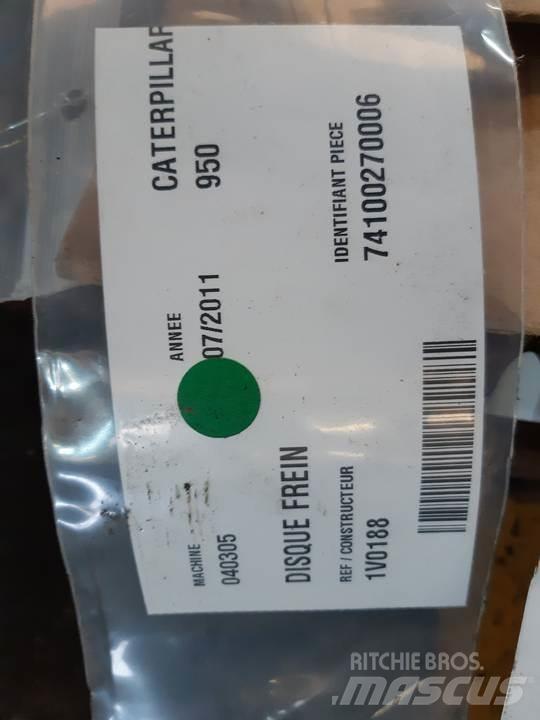 MACHINE
040305
ANNEE
07/2011
CATERPILLAR
950
DISQUE FREIN
REF / CONSTRUCTEUR
1V0188
IDENTIFIANT PIECE
74100270006
RITCHIE BROS.
MASCUS